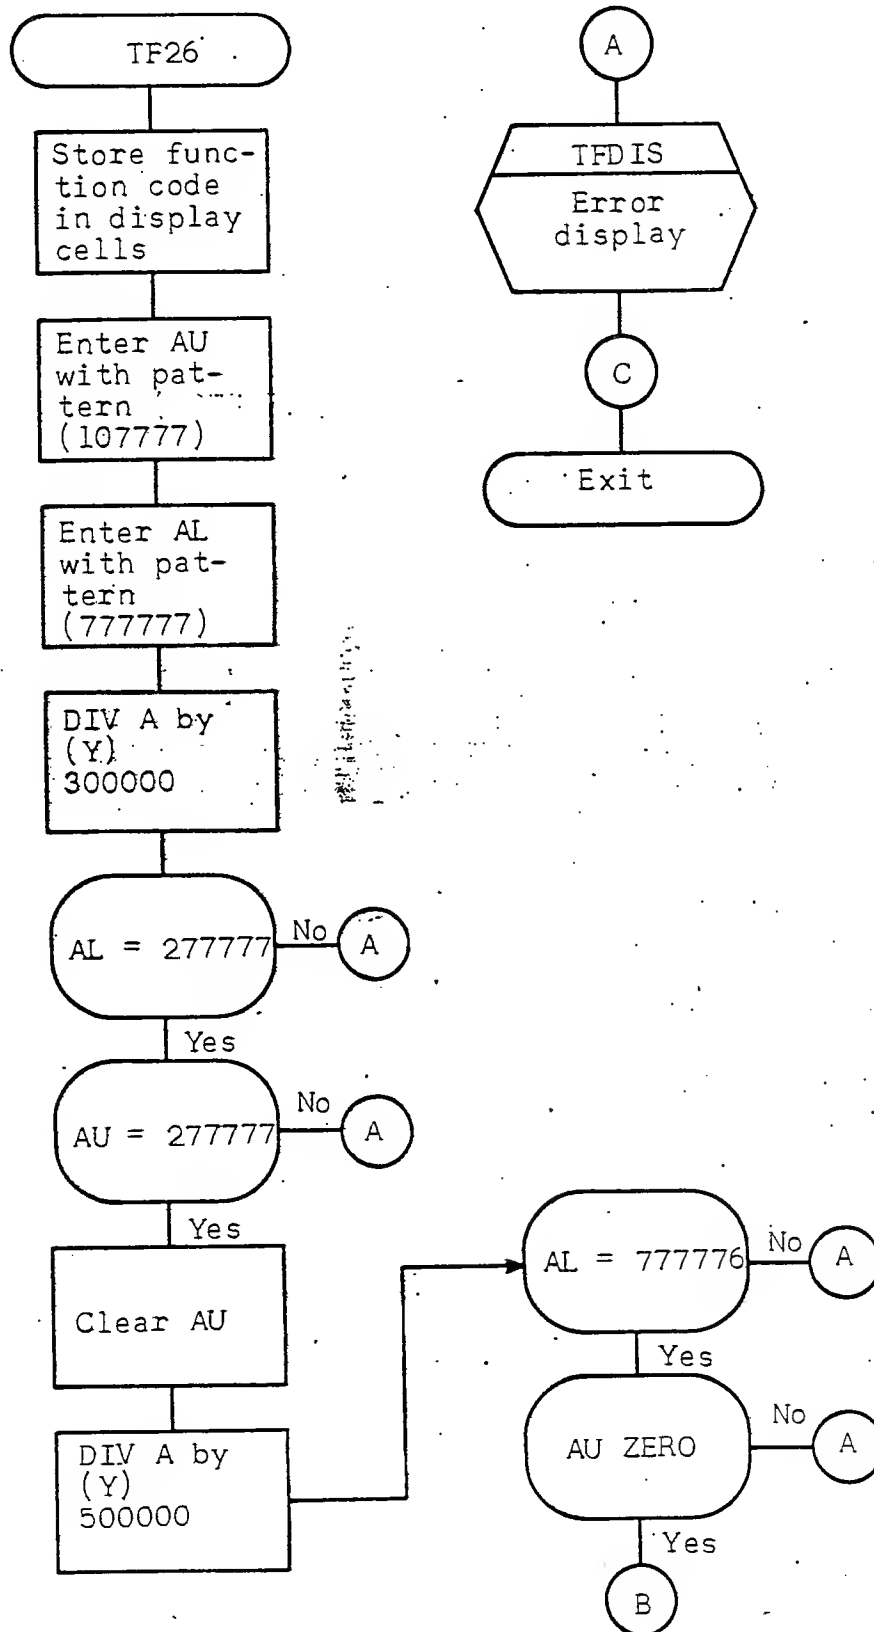 TF26
Store func-
tion code
in display
cells
Enter AU
with pat-
tern
(107777)
Enter AL
with pat-
tern
(777777)
DIV A by
(Y)
300000
AL = 277777
No
A
Yes
AU = 277777
No
A
Yes
Clear AU
DIV A by
(Y)
500000
A
TFDIS
Error
display
C
Exit
AL = 777776
No
A
Yes
AU ZERO
No
A
Yes
B